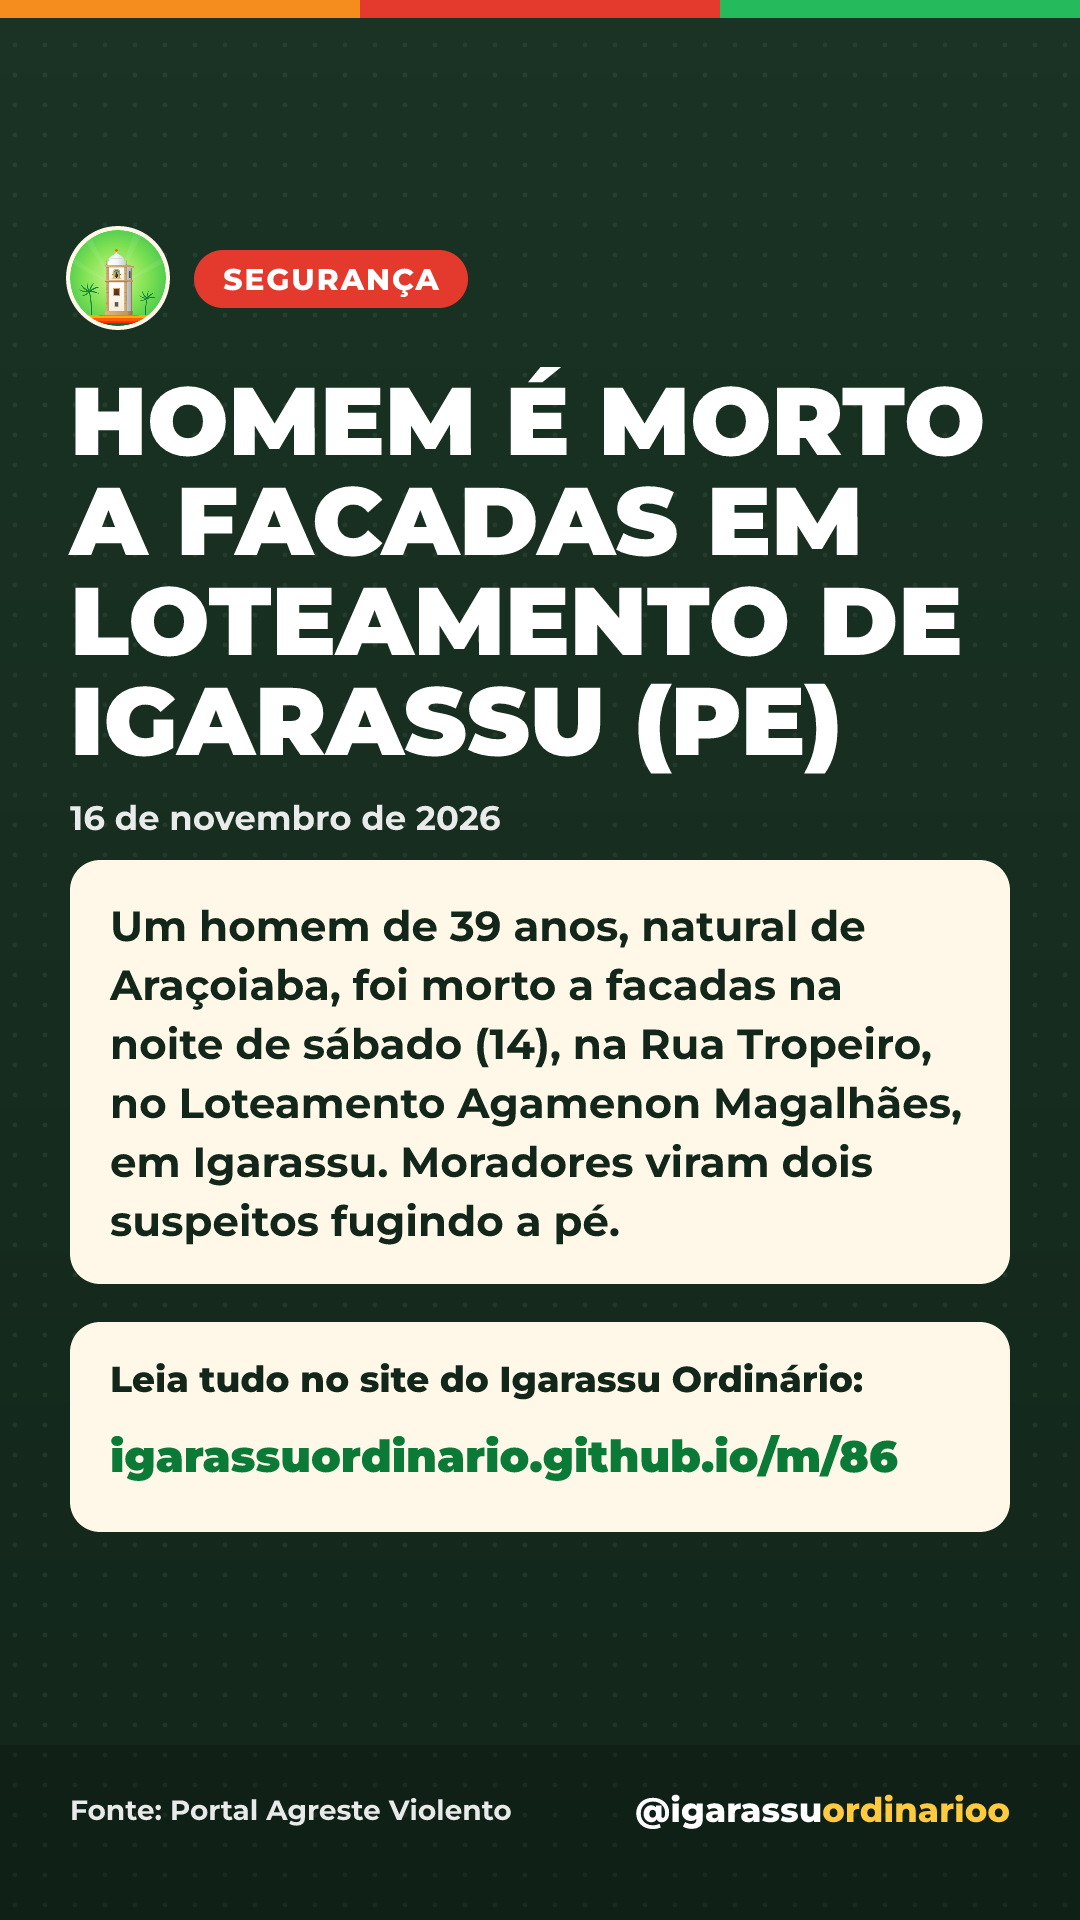 SEGURANÇA
HOMEM É MORTO
A FACADAS EM
LOTEAMENTO DE
IGARASSU (PE)
16 de novembro de 2026
Um homem de 39 anos, natural de
Araçoiaba, foi morto a facadas na
noite de sábado (14), na Rua Tropeiro,
no Loteamento Agamenon Magalhães,
em Igarassu. Moradores viram dois
suspeitos fugindo a pé.
Leia tudo no site do Igarassu Ordinário:
igarassuordinario.github.io/m/86
Fonte: Portal Agreste Violento
@igarassuordinarioo